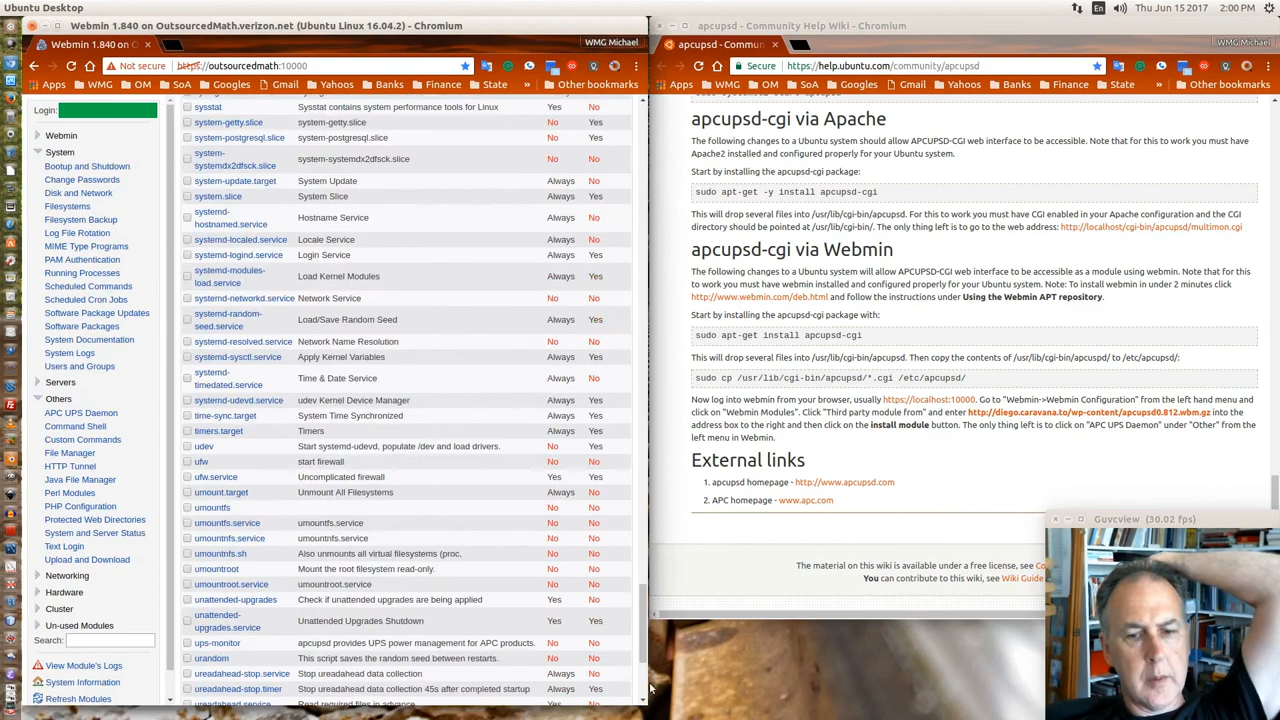 Ubuntu Desktop
En
Thu Jun 15 2017
2:00 PM
Webmin 1.840 on OutsourcedMath.verizon.net (Ubuntu Linux 16.04.2) - Chromium
Webmin 1.840 on O
WMG Michael
Not secure
https://outsourcedmath:10000
Apps
WMG
OM
SoA
Googles
Gmail
Yahoos
Banks
Finance
State
»
Other bookmarks
Login:
Webmin
System
Bootup and Shutdown
Change Passwords
Disk and Network
Filesystems
Filesystem Backup
Log File Rotation
MIME Type Programs
PAM Authentication
Running Processes
Scheduled Commands
Scheduled Cron Jobs
Software Package Updates
Software Packages
System Documentation
System Logs
Users and Groups
Servers
Others
APC UPS Daemon
Command Shell
Custom Commands
File Manager
HTTP Tunnel
Java File Manager
Perl Modules
PHP Configuration
Protected Web Directories
System and Server Status
Text Login
Upload and Download
Networking
Hardware
Cluster
Un-used Modules
Search:
View Module's Logs
System Information
Refresh Modules
sysstat Sysstat contains system performance tools for Linux Yes No
system-getty.slice system-getty.slice No Yes
system-postgresql.slice system-postgresql.slice No Yes
system-
systemdx2dfsck.slice system-systemdx2dfsck.slice No No
system-update.target System Update Always No
system.slice System Slice Always Yes
systemd-
hostnamed.service Hostname Service Always No
systemd-localed.service Locale Service Always No
systemd-logind.service Login Service Always Yes
systemd-modules-
load.service Load Kernel Modules Always Yes
systemd-networkd.service Network Service Always No
systemd-random-
seed.service Load/Save Random Seed Always Yes
systemd-resolved.service Network Name Resolution Always No
systemd-sysctl.service Apply Kernel Variables Always Yes
systemd-
timedated.service Time & Date Service Always No
systemd-udevd.service udev Kernel Device Manager Always Yes
time-sync.target System Time Synchronized Always Yes
timers.target Timers Always Yes
udev Start systemd-udevd, populate /dev and load drivers. No Yes
ufw start firewall No No
ufw.service Uncomplicated firewall Yes Yes
umount.target Unmount All Filesystems Always No
umountfs No No
umountfs.service umountfs.service No No
umountnfs.service umountnfs.service No No
umountnfs.sh Also unmounts all virtual filesystems (proc, No No
umountroot Mount the root filesystem read-only. No No
umountroot.service umountroot.service No No
unattended-upgrades Check if unattended upgrades are being applied Yes No
unattended-
upgrades.service Unattended Upgrades Shutdown Yes Yes
ups-monitor apcupsd provides UPS power management for APC products. No No
urandom This script saves the random seed between restarts. No No
ureadahead-stop.service Stop ureadahead data collection Always No
ureadahead-stop.timer Stop ureadahead data collection 45s after completed startup Always Yes
ureadahead.service Read required files in advance Yes No
apcupsd - Community Help Wiki - Chromium
apcupsd - Commun
WMG Michael
Secure
https://help.ubuntu.com/community/apcupsd
Apps
WMG
OM
SoA
Googles
Gmail
Yahoos
Banks
Finance
State
»
Other bookmarks
apcupsd-cgi via Apache
The following changes to a Ubuntu system should allow APCUPSD-CGI web interface to be accessible. Note that for this to work you must have
Apache2 installed and configured properly for your Ubuntu system.
Start by installing the apcupsd-cgi package:
sudo apt-get -y install apcupsd-cgi
This will drop several files into /usr/lib/cgi-bin/apcupsd. For this to work you must have CGI enabled in your Apache configuration and the CGI
directory should be pointed at /usr/lib/cgi-bin/. The only thing left is to go to the web address: http://localhost/cgi-bin/apcupsd/multimon.cgi
apcupsd-cgi via Webmin
The following changes to a Ubuntu system will allow APCUPSD-CGI web interface to be accessible as a module using webmin. Note that for this
to work you must have webmin installed and configured properly for your Ubuntu system. Note: To install webmin in under 2 minutes click
http://www.webmin.com/deb.html and follow the instructions under Using the Webmin APT repository.
Start by installing the apcupsd-cgi package with:
sudo apt-get install apcupsd-cgi
This will drop several files into /usr/lib/cgi-bin/apcupsd. Then copy the contents of /usr/lib/cgi-bin/apcuspd/ to /etc/apcupsd/:
sudo cp /usr/lib/cgi-bin/apcupsd/*.cgi /etc/apcupsd/
Now log into webmin from your browser, usually https://localhost:10000. Go to "Webmin->Webmin Configuration" from the left hand menu and
click on "Webmin Modules". Click "Third party module from" and enter http://diego.caravana.to/wp-content/apcupsd0.812.wbm.gz into the
address box to the right and then click on the install module button. The only thing left is to click on "APC UPS Daemon" under "Other" from the
left menu in Webmin.
External links
1. apcupsd homepage - http://www.apcupsd.com
2. APC homepage - www.apc.com
The material on this wiki is available under a free license, see Co
You can contribute to this wiki, see Wiki Guide
Guvcview (30.02 fps)